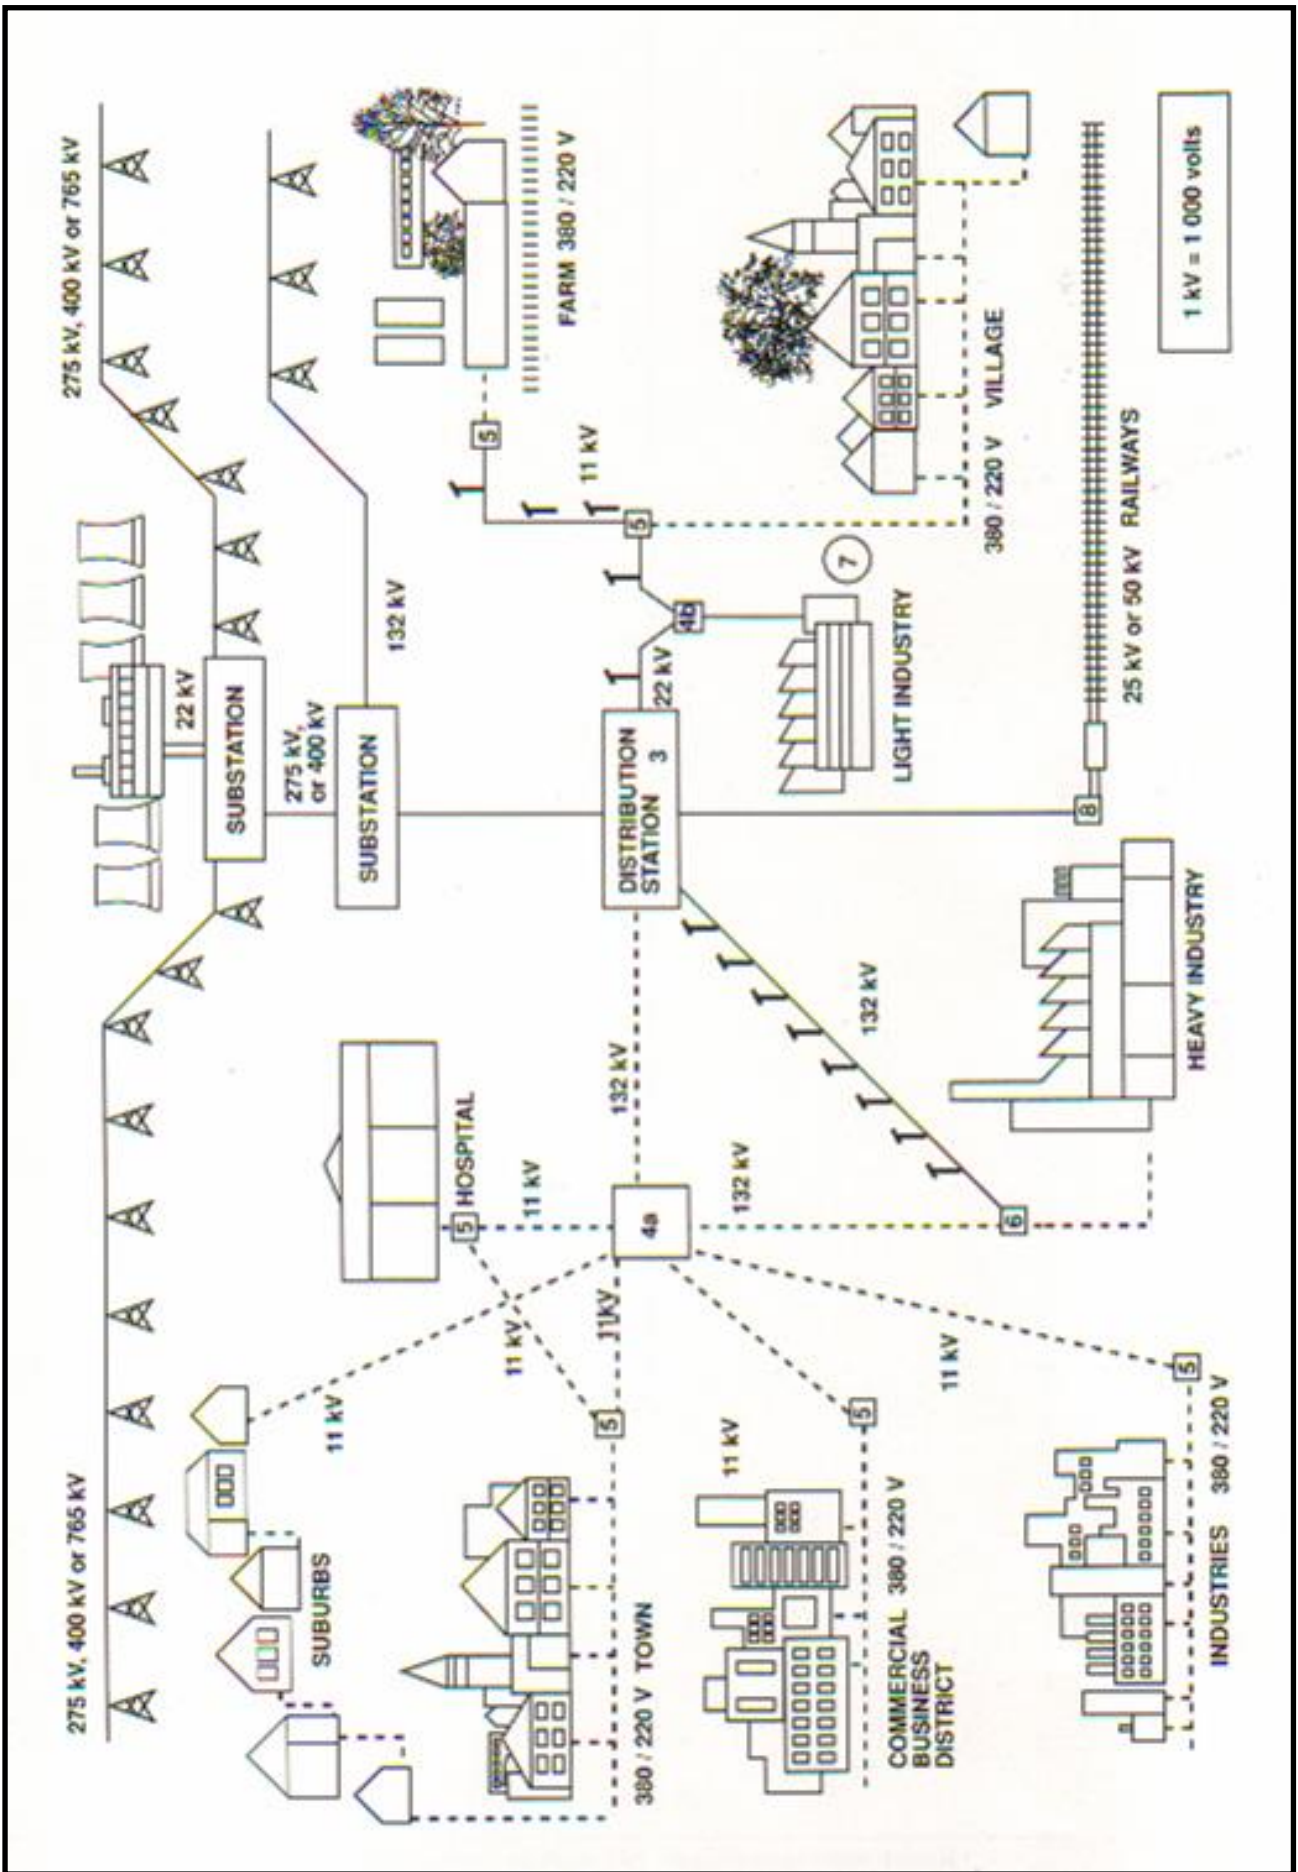 275 kV, 400 kV or 765 kV
275 kV, 400 kV or 765 kV
22 kV
SUBSTATION
275 kV,
or 400 kV
SUBURBS
11 kV
SUBSTATION
132 kV
5 HOSPITAL
5
11 kV
11 kV
FARM 380 / 220 V
11 kV
5
11kV
132 kV
DISTRIBUTION
STATION 3
5
380 / 220 V TOWN
4a
22 kV
4b
11 kV
132 kV
7
5
132 kV
COMMERCIAL 380 / 220 V
BUSINESS
DISTRICT
LIGHT INDUSTRY
11 kV
380 / 220 V VILLAGE
6
8
25 kV or 50 kV RAILWAYS
5
HEAVY INDUSTRY
1 kV = 1 000 volts
INDUSTRIES 380 / 220 V